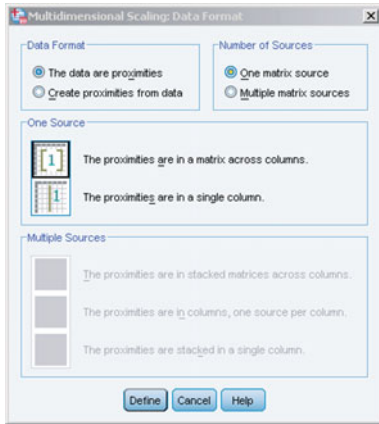 Multidimensional Scaling: Data Format
Data Format
The data are proximities
Create proximities from data
Number of Sources
One matrix source
Multiple matrix sources
One Source
[1]
The proximities are in a matrix across columns.
1
The proximities are in a single column.
Multiple Sources
The proximities are in stacked matrices across columns.
The proximities are in columns, one source per column.
The proximities are stacked in a single column.
Define Cancel Help